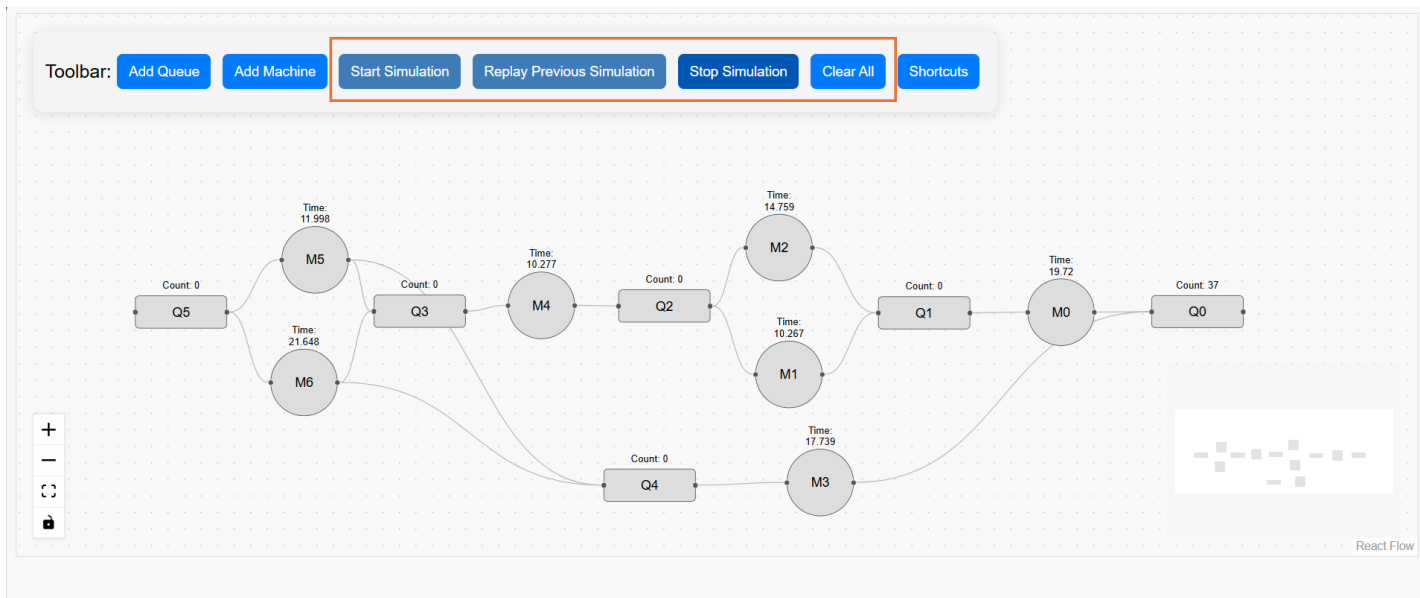 Toolbar: Add Queue Add Machine Start Simulation Replay Previous Simulation Stop Simulation Clear All Shortcuts
Time:
14.759
M2
Time:
11.998
M5
Time:
10.277
M4
Time:
19.72
M0
Count: 0
Q5
Count: 0
Q3
Count: 0
Q2
Count: 0
Q1
Count: 37
Q0
Time:
21.648
M6
Time:
10.267
M1
Time:
17.739
M3
Count: 0
Q4
React Flow